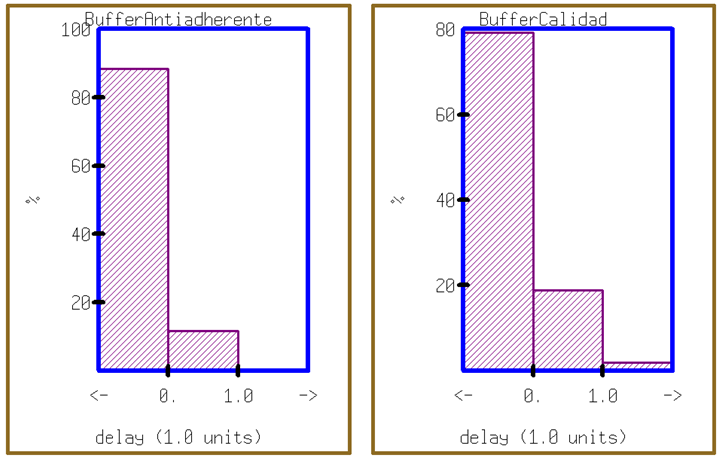 BufferAntiadherente
100
80
60
40
20
%
<- 0. 1.0 ->
delay (1.0 units)
BufferCalidad
80
60
40
20
%
<- 0. 1.0 ->
delay (1.0 units)